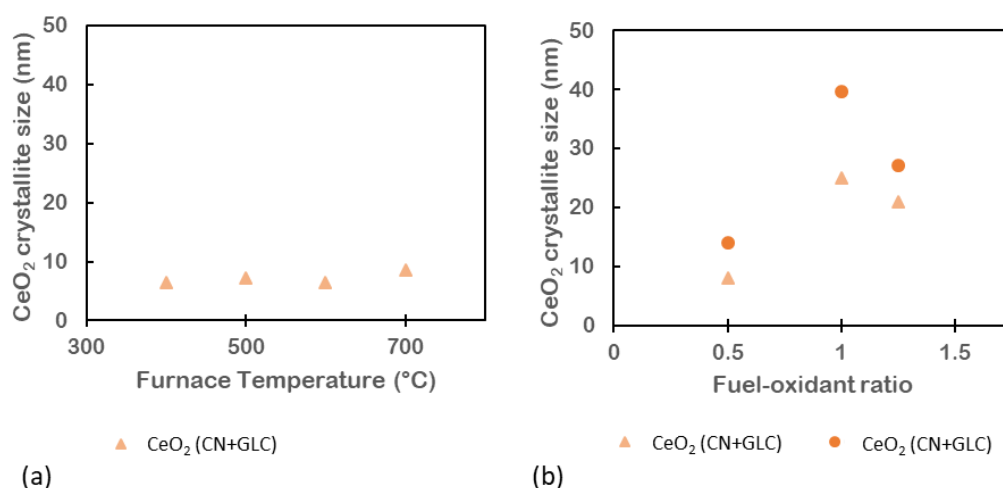 50
40
30
20
10
0
CeO₂ crystallite size (nm)
300
500
700
Furnace Temperature (°C)
CeO₂ (CN+GLC)
(a)
50
40
30
20
10
0
CeO₂ crystallite size (nm)
0
0.5
1
1.5
Fuel-oxidant ratio
CeO₂ (CN+GLC)
CeO₂ (CN+GLC)
(b)